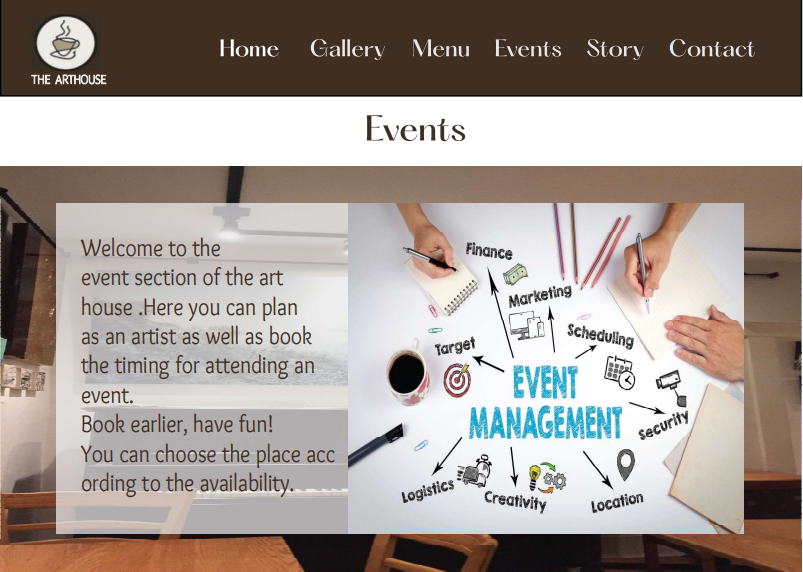 THE ARTHOUSE
Home Gallery Menu Events Story Contact
Events
Welcome to the
event section of the art
house .Here you can plan
as an artist as well as book
the timing for attending an
event.
Book earlier, have fun!
You can choose the place acc
ording to the availability.
Finance
Marketing
Scheduling
Target
EVENT
MANAGEMENT
Security
Logistics
Creativity
Location